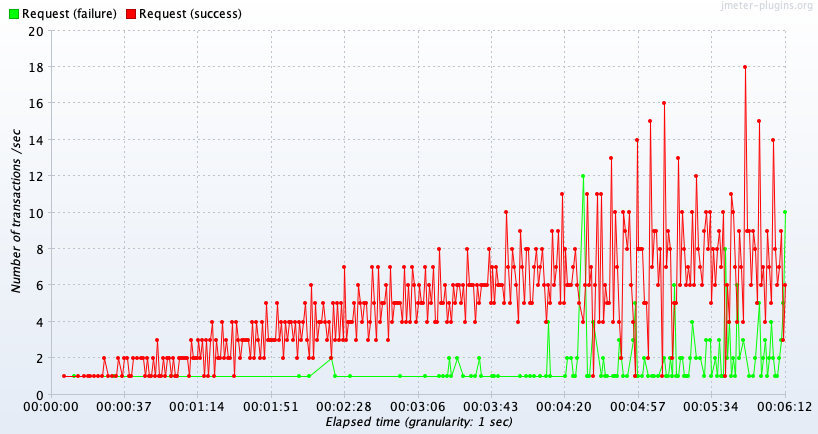 jmeter-plugins.org
Request (failure) Request (success)
20
18
16
14
12
10
8
6
4
2
0
Number of transactions /sec
00:00:00 00:00:37 00:01:14 00:01:51 00:02:28 00:03:06 00:03:43 00:04:20 00:04:57 00:05:34 00:06:12
Elapsed time (granularity: 1 sec)